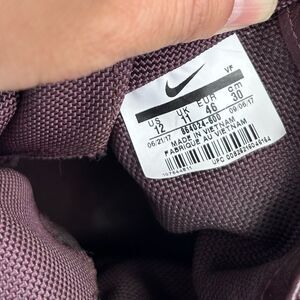 VF
US UK EUR cm
12 11 46 30
06/21/17 09/06/17
864024-600
MADE IN VIETNAM
FABRIQUE AU VIETNAM